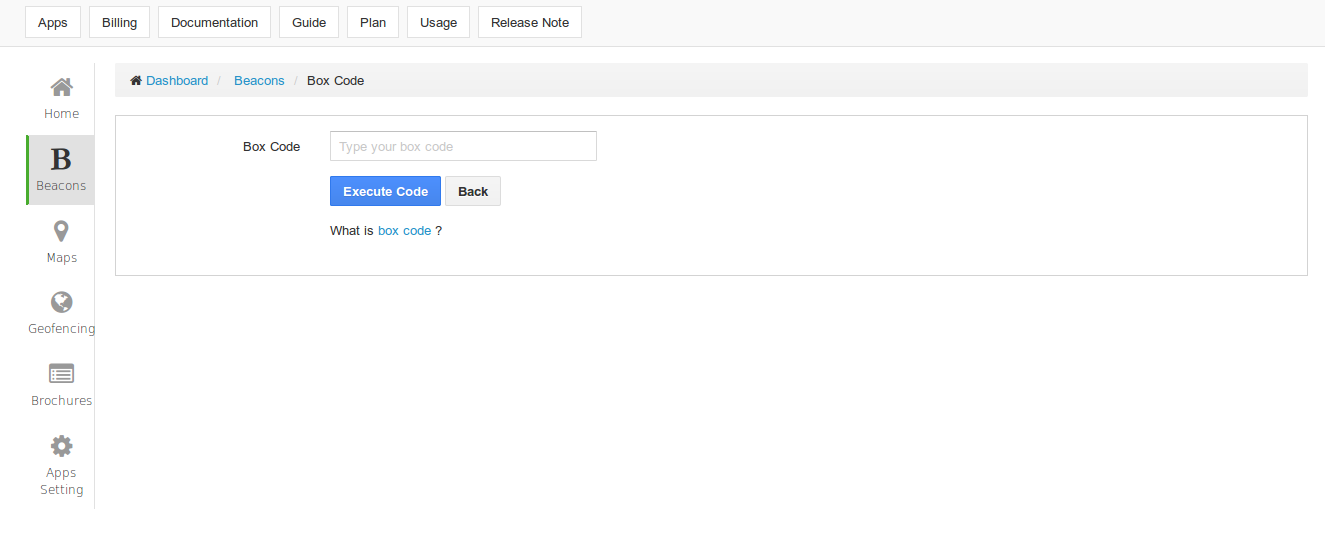 Apps Billing Documentation Guide Plan Usage Release Note
Dashboard / Beacons / Box Code
Home
B
Beacons
Maps
Geofencing
Brochures
Apps
Setting
Box Code Type your box code
Execute Code Back
What is box code ?